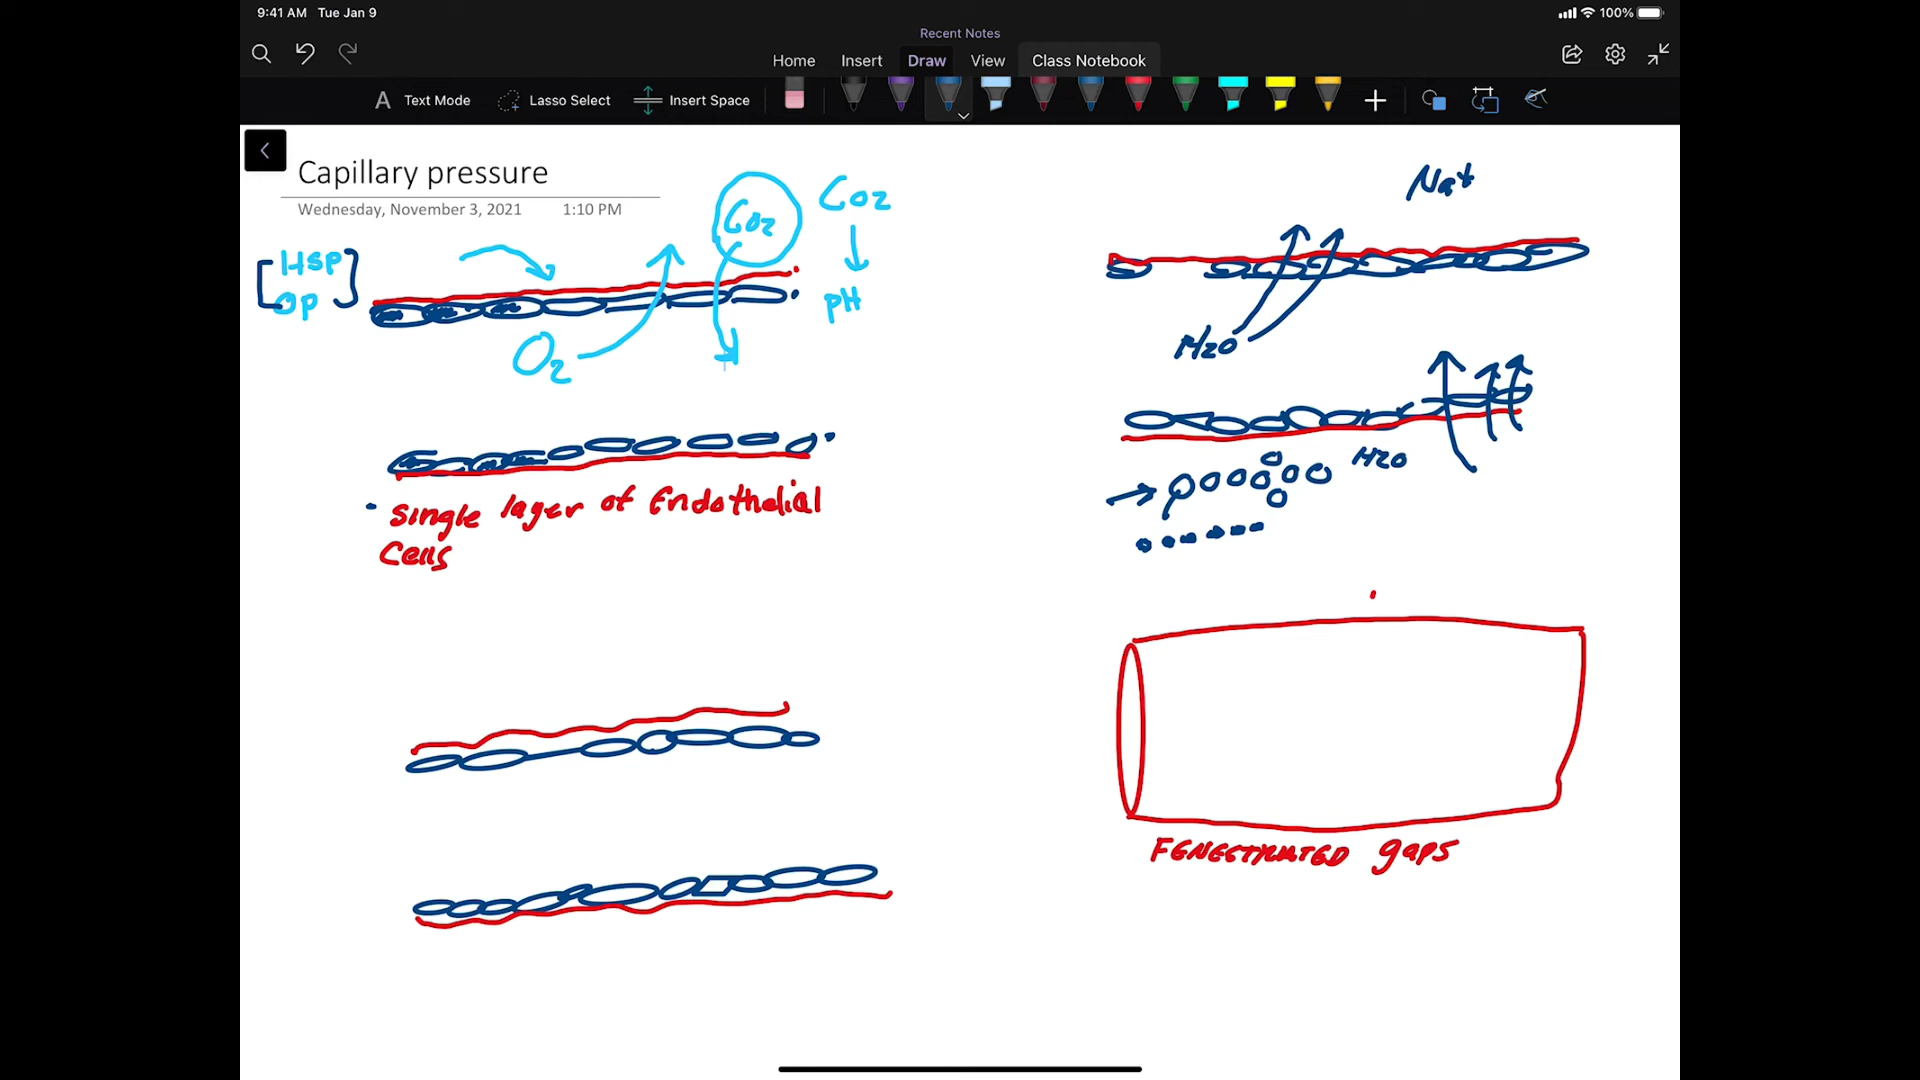 9:41 AM Tue Jan 9
100%
Recent Notes
Home Insert Draw View Class Notebook
A Text Mode Lasso Select Insert Space
Capillary pressure
Wednesday, November 3, 2021 1:10 PM
HSP
OP
CO2
CO2
pH
O2
Na+
H2O
H2O
• Single layer of Endothelial
Cells
FENESTRATED gaps